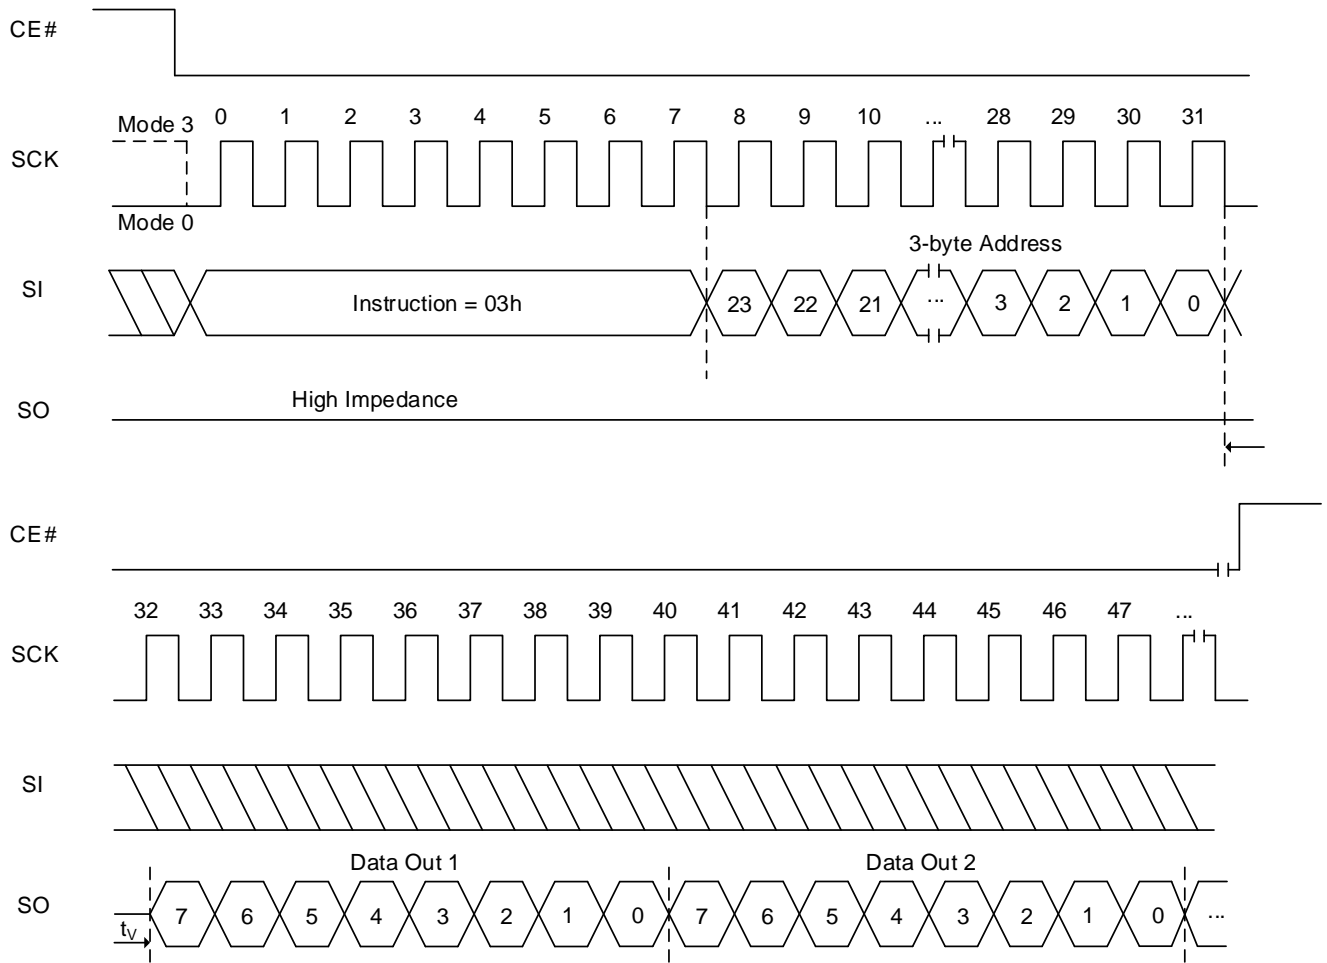 CE#
0 1 2 3 4 5 6 7 8 9 10 ... 28 29 30 31
Mode 3
SCK
Mode 0
3-byte Address
SI
Instruction = 03h 23 22 21 ... 3 2 1 0
High Impedance
SO
CE#
32 33 34 35 36 37 38 39 40 41 42 43 44 45 46 47 ...
SCK
SI
Data Out 1 Data Out 2
SO 7 6 5 4 3 2 1 0 7 6 5 4 3 2 1 0 ...
tV